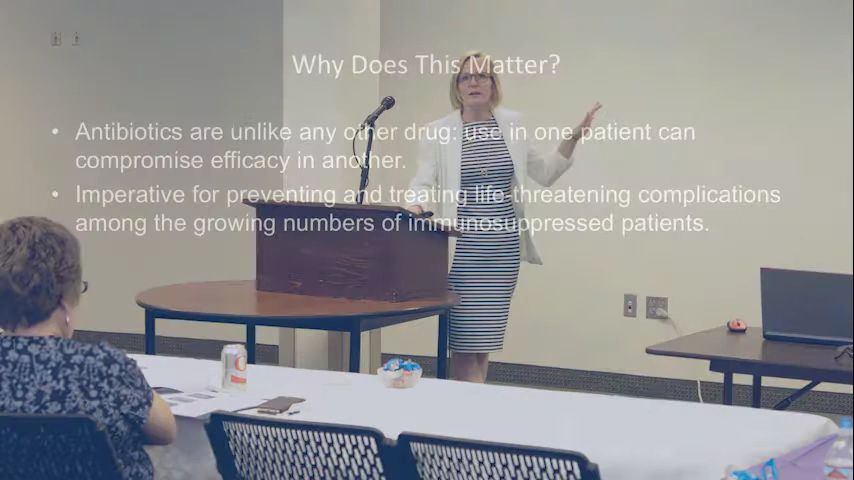 Why Does This Matter?
• Antibiotics are unlike any other drug: use in one patient can
compromise efficacy in another.
• Imperative for preventing and treating life-threatening complications
among the growing numbers of immunosuppressed patients.